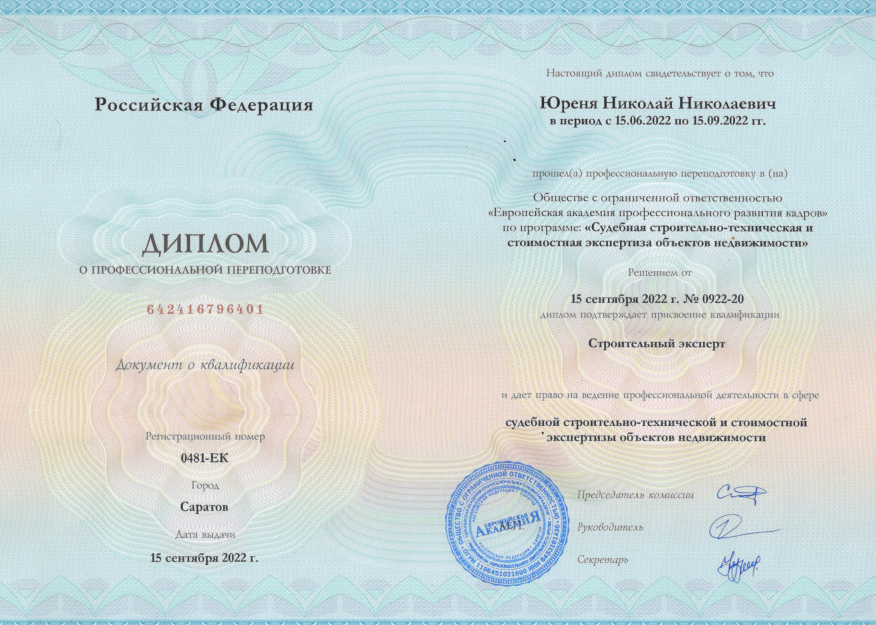 Российская Федерация
ДИПЛОМ
О ПРОФЕССИОНАЛЬНОЙ ПЕРЕПОДГОТОВКЕ
642416796401
Документ о квалификации
Регистрационный номер
0481-ЕК
Город
Саратов
Дата выдачи
15 сентября 2022 г.
Настоящий диплом свидетельствует о том, что
Юреня Николай Николаевич
в период с 15.06.2022 по 15.09.2022 гг.
прошел(а) профессиональную переподготовку в (на)
Обществе с ограниченной ответственностью
«Европейская академия профессионального развития кадров»
по программе: «Судебная строительно-техническая и
стоимостная экспертиза объектов недвижимости»
Решением от
15 сентября 2022 г. № 0922-20
диплом подтверждает присвоение квалификации
Строительный эксперт
и дает право на ведение профессиональной деятельности в сфере
судебной строительно-технической и стоимостной
экспертизы объектов недвижимости
Председатель комиссии
Руководитель
Секретарь
ОБЩЕСТВО С ОГРАНИЧЕННОЙ ОТВЕТСТВЕННОСТЬЮ
АКАДЕМИЯ